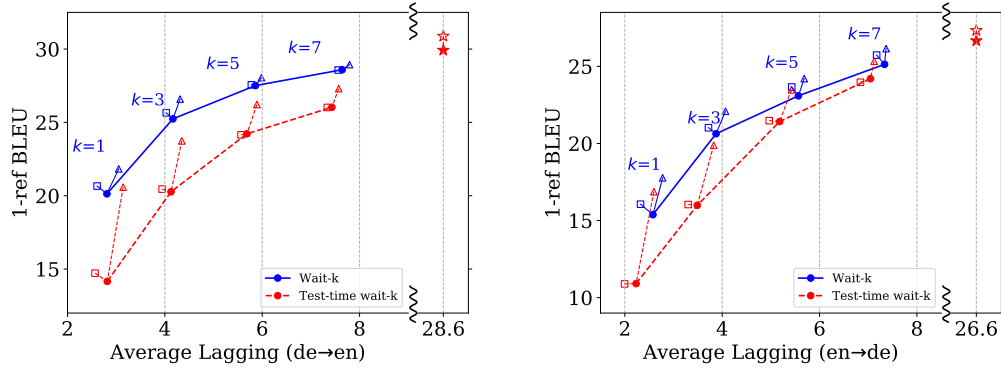 30
25
20
15
1-ref BLEU
k=1
k=3
k=5
k=7
Wait-k
Test-time wait-k
2
4
6
8
28.6
Average Lagging (de→en)
25
20
15
10
1-ref BLEU
k=1
k=3
k=5
k=7
Wait-k
Test-time wait-k
2
4
6
8
26.6
Average Lagging (en→de)